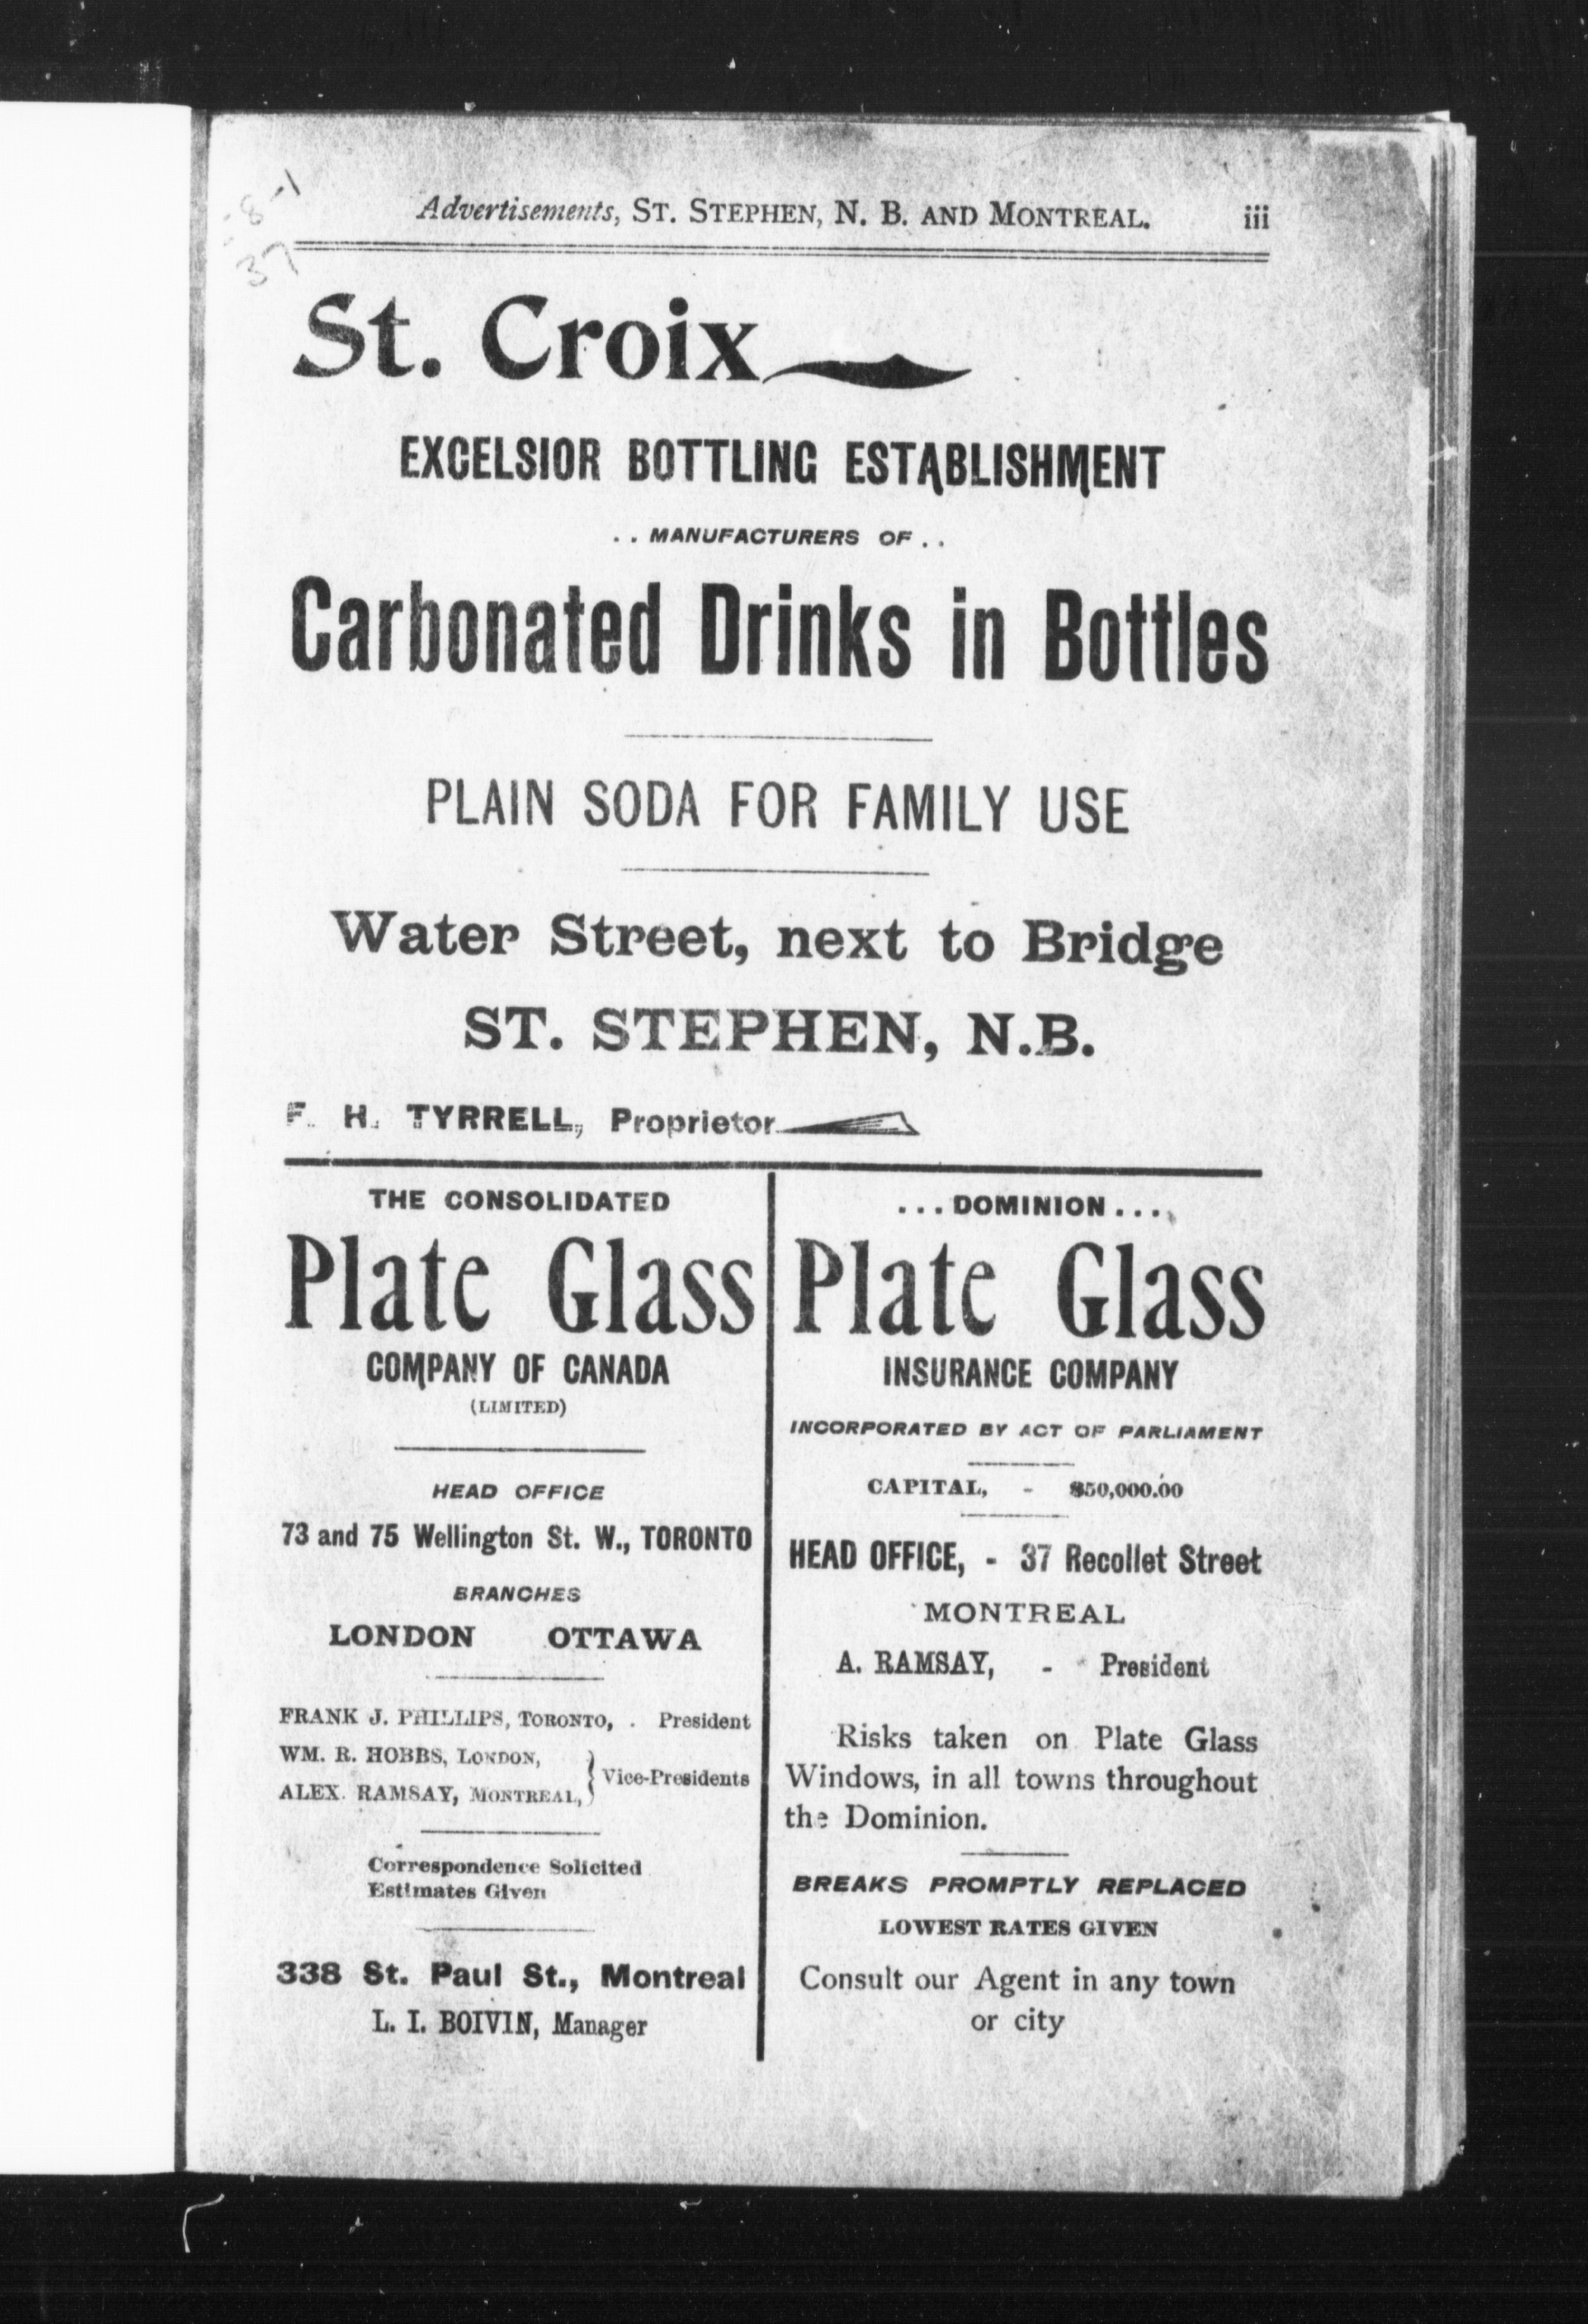 Advertisements, ST. STEPHEN, N. B. AND MONTREAL. iii
8-1
37
St. Croix
EXCELSIOR BOTTLING ESTABLISHMENT
. . MANUFACTURERS OF . .
Carbonated Drinks in Bottles
PLAIN SODA FOR FAMILY USE
Water Street, next to Bridge
ST. STEPHEN, N.B.
F. H. TYRRELL, Proprietor
THE CONSOLIDATED
Plate Glass
COMPANY OF CANADA
(LIMITED)
HEAD OFFICE
73 and 75 Wellington St. W., TORONTO
BRANCHES
LONDON OTTAWA
FRANK J. PHILLIPS, TORONTO, . President
WM. R. HOBBS, LONDON,
ALEX. RAMSAY, MONTREAL, } Vice-Presidents
Correspondence Solicited
Estimates Given
338 St. Paul St., Montreal
L. I. BOIVIN, Manager
. . . DOMINION . . .
Plate Glass
INSURANCE COMPANY
INCORPORATED BY ACT OF PARLIAMENT
CAPITAL, - $50,000.00
HEAD OFFICE, - 37 Recollet Street
MONTREAL
A. RAMSAY, - President
Risks taken on Plate Glass
Windows, in all towns throughout
the Dominion.
BREAKS PROMPTLY REPLACED
LOWEST RATES GIVEN
Consult our Agent in any town
or city